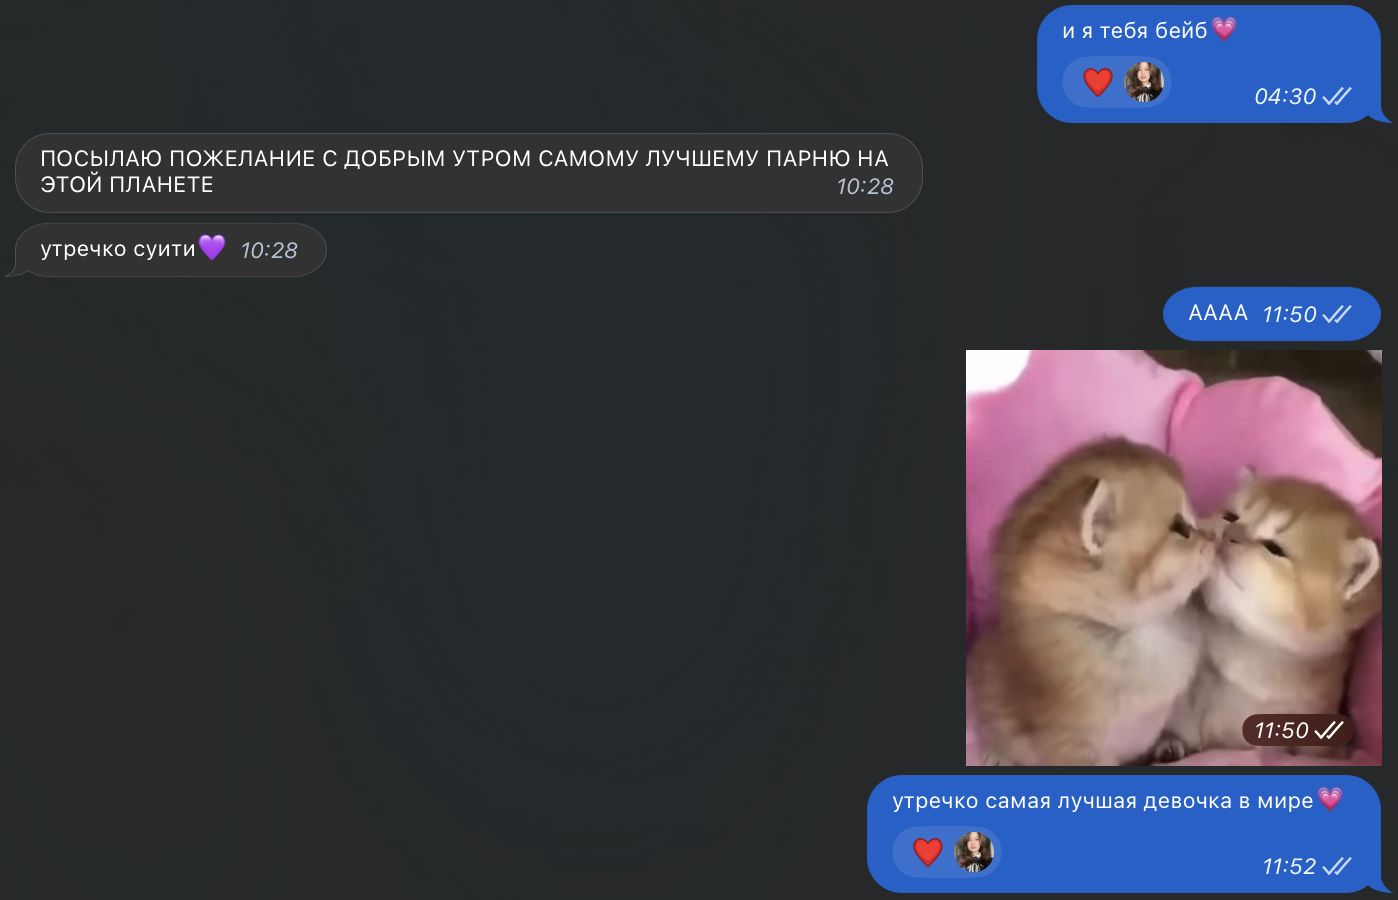 и я тебя бейб💗
❤️
04:30
ПОСЫЛАЮ ПОЖЕЛАНИЕ С ДОБРЫМ УТРОМ САМОМУ ЛУЧШЕМУ ПАРНЮ НА
ЭТОЙ ПЛАНЕТЕ 10:28
утречко суити💜 10:28
АААА 11:50
11:50
утречко самая лучшая девочка в мире💗
❤️
11:52